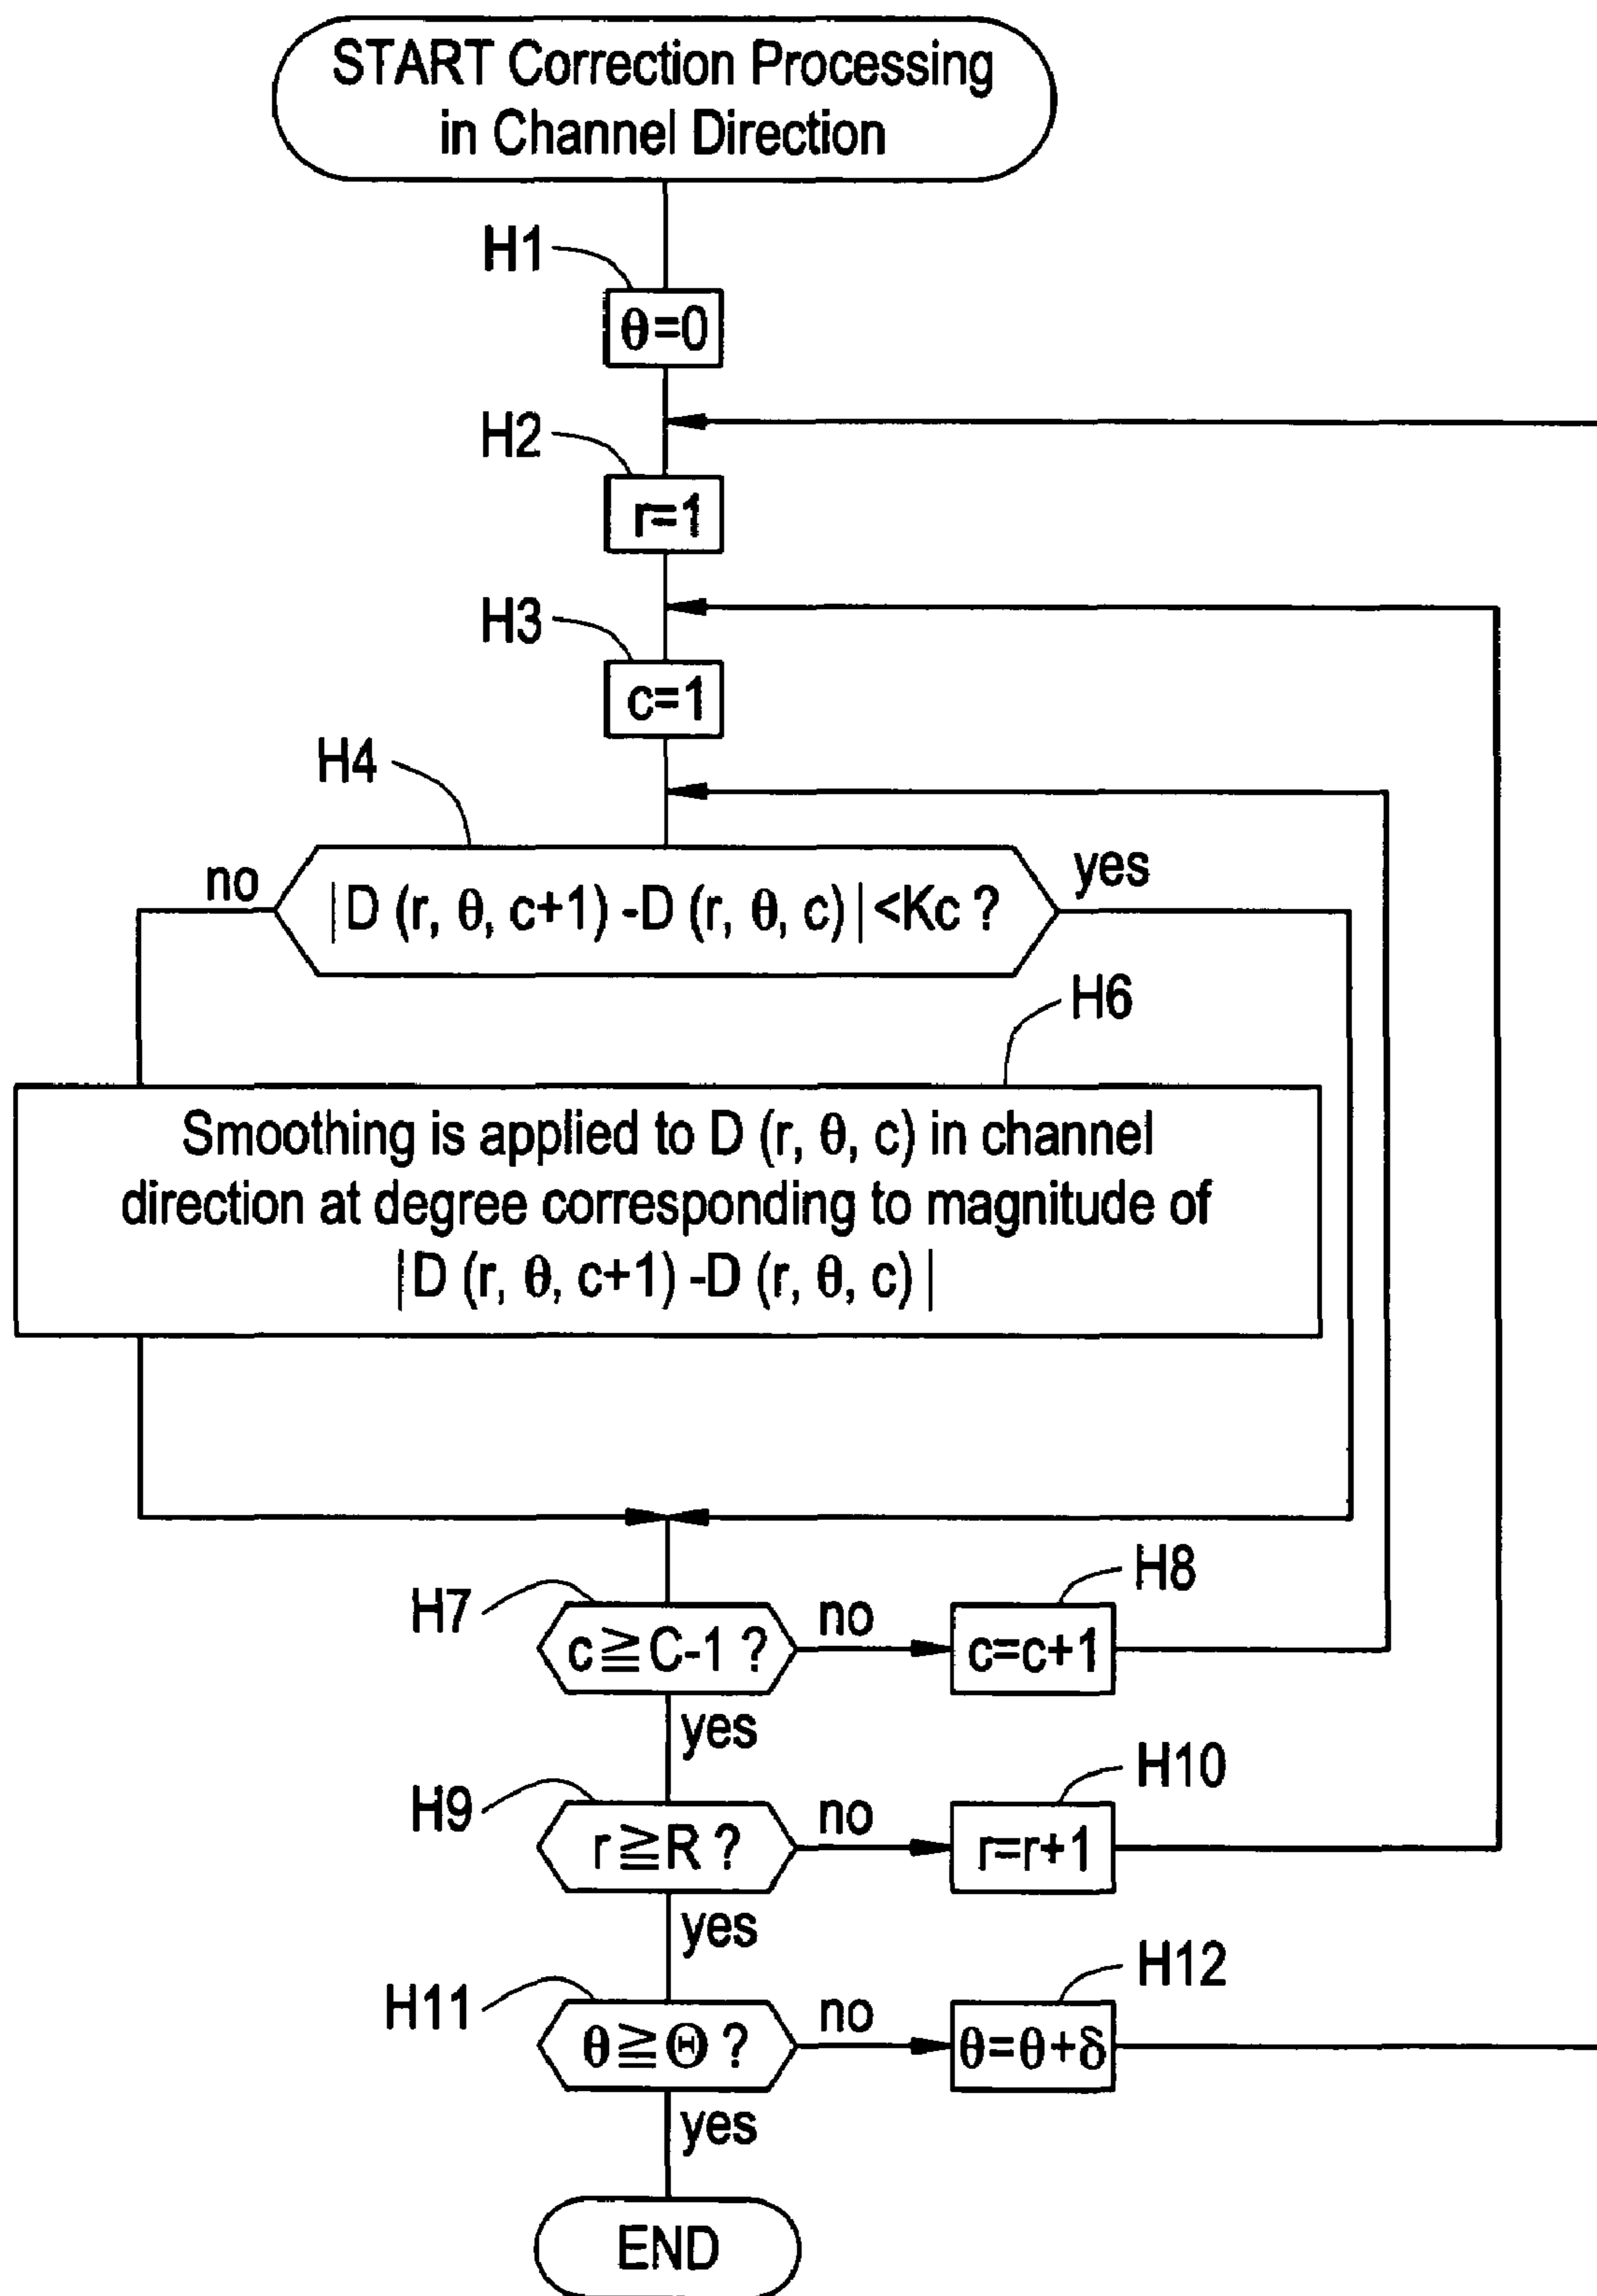 START Correction Processing
in Channel Direction
H1
θ=0
H2
r=1
H3
c=1
H4
no
|D (r, θ, c+1) -D (r, θ, c)|<Kc ?
yes
H6
Smoothing is applied to D (r, θ, c) in channel
direction at degree corresponding to magnitude of
|D (r, θ, c+1) -D (r, θ, c)|
H7
c≧C-1 ?
no
H8
c=c+1
yes
H9
r≧R ?
no
H10
r=r+1
yes
H11
θ≧Θ ?
no
H12
θ=θ+δ
yes
END